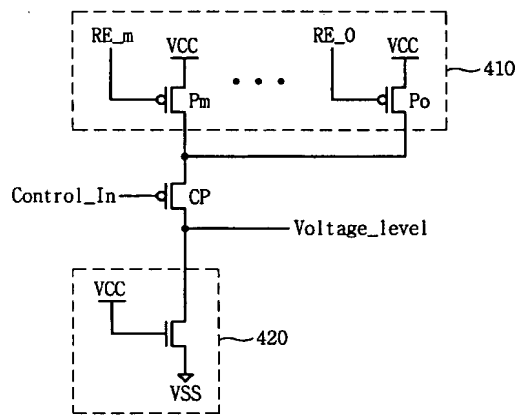 RE_m
VCC
RE_0
VCC
410
Pm
Po
Control_In
CP
Voltage_level
VCC
420
VSS